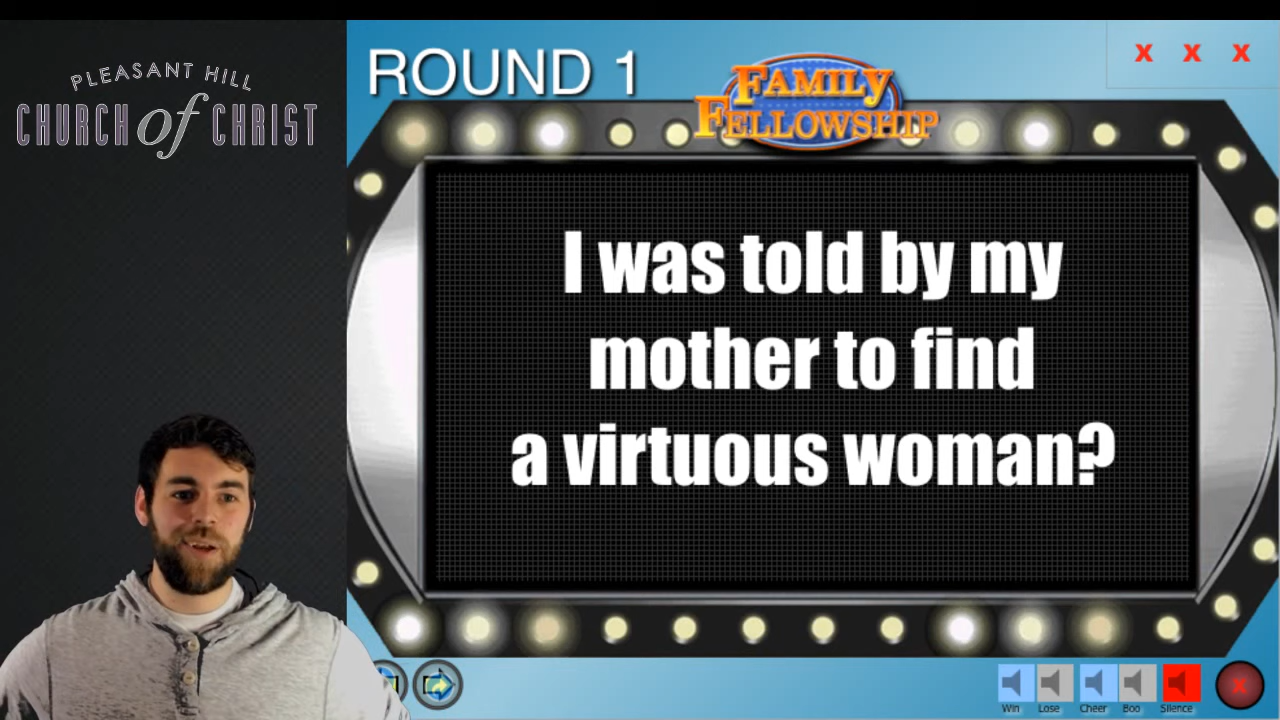 PLEASANT HILL
CHURCH of CHRIST
ROUND 1
FAMILY
FELLOWSHIP
X X X
I was told by my
mother to find
a virtuous woman?
Win Lose Cheer Boo Silence
X